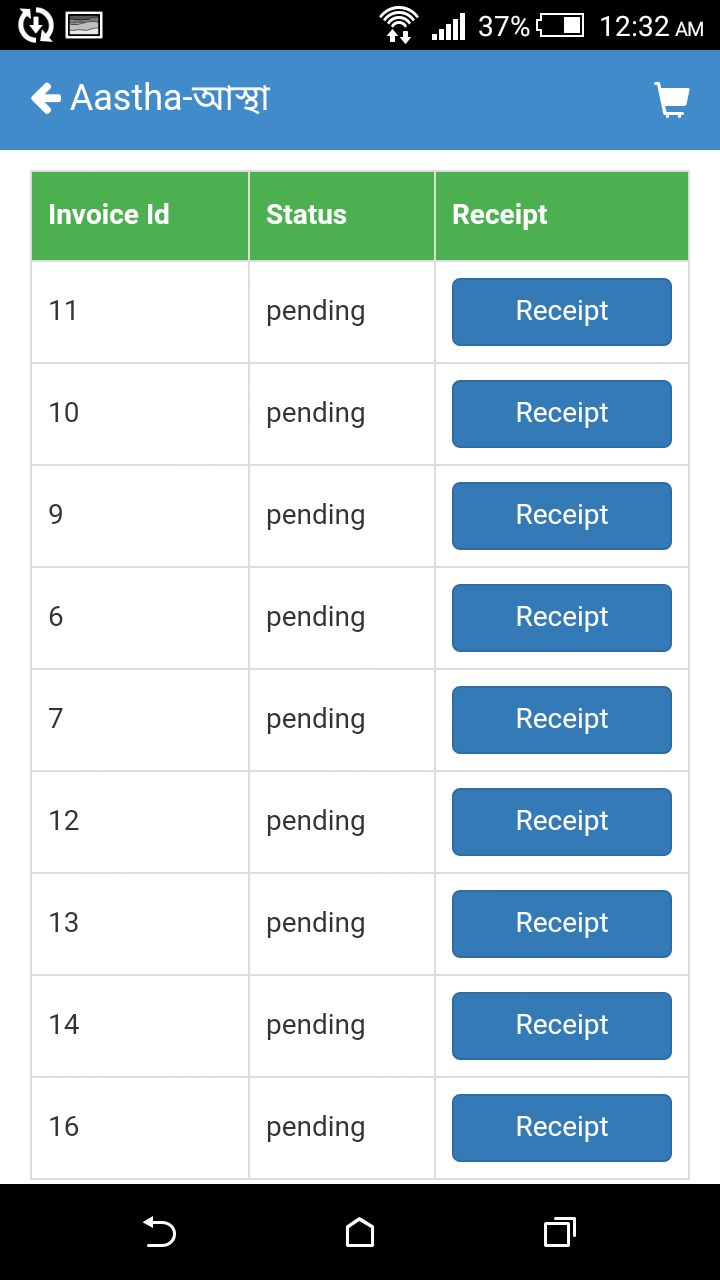 37% 12:32 AM
Aastha-আস্থা
Invoice Id Status Receipt
11 pending Receipt
10 pending Receipt
9 pending Receipt
6 pending Receipt
7 pending Receipt
12 pending Receipt
13 pending Receipt
14 pending Receipt
16 pending Receipt